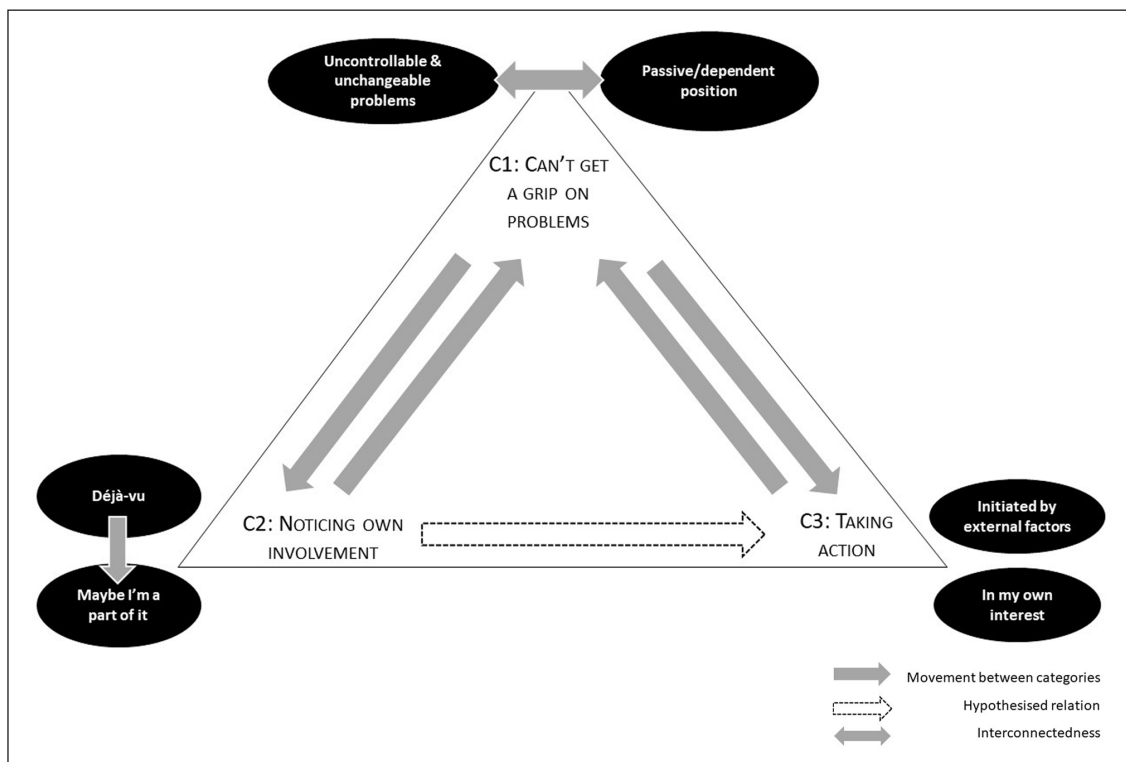 Uncontrollable &
unchangeable
problems
Passive/dependent
position
C1: CAN'T GET
A GRIP ON
PROBLEMS
Déjà-vu
Maybe I'm a
part of it
C2: NOTICING OWN
INVOLVEMENT
C3: TAKING
ACTION
Initiated by
external factors
In my own
interest
Movement between categories
Hypothesised relation
Interconnectedness